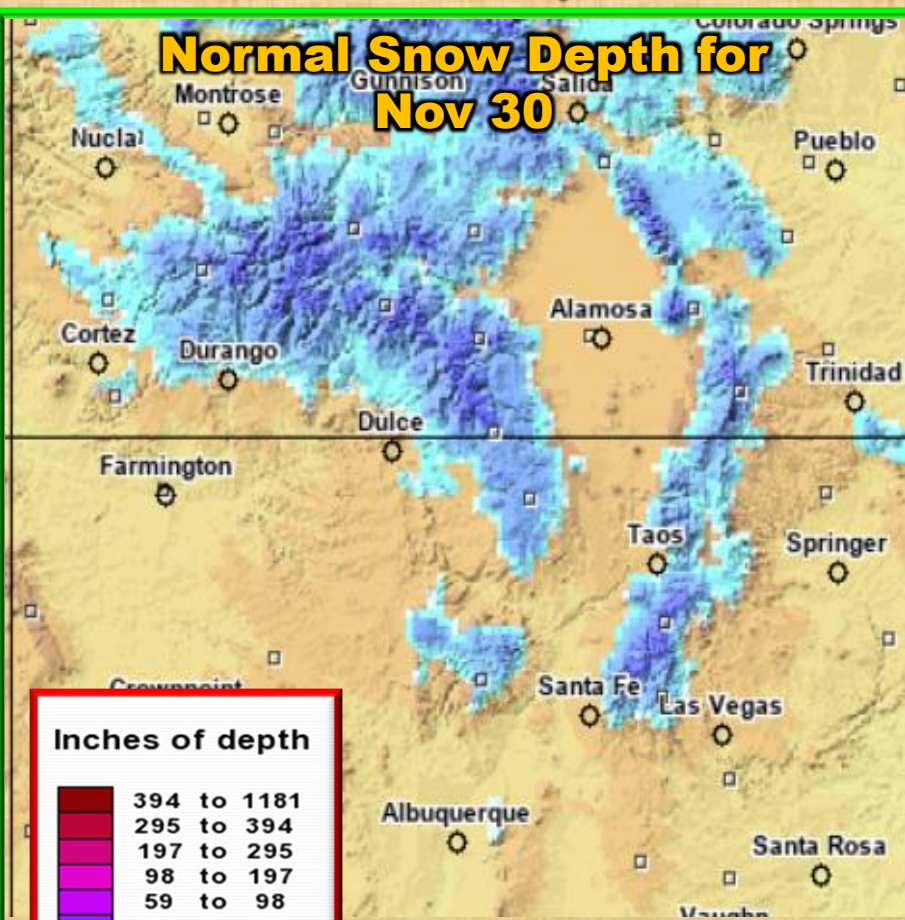 Colorado Springs
Normal Snow Depth for
Nov 30
Gunnison
Salida
Montrose
Nucla
Pueblo
Alamosa
Cortez
Durango
Trinidad
Dulce
Farmington
Taos
Springer
Crownpoint
Santa Fe
Las Vegas
Inches of depth
394 to 1181
295 to 394
197 to 295
98 to 197
59 to 98
Albuquerque
Santa Rosa
Vaughn